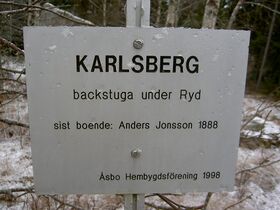 KARLSBERG
backstuga under Ryd
sist boende: Anders Jonsson 1888
Åsbo Hembygdsförening 1998